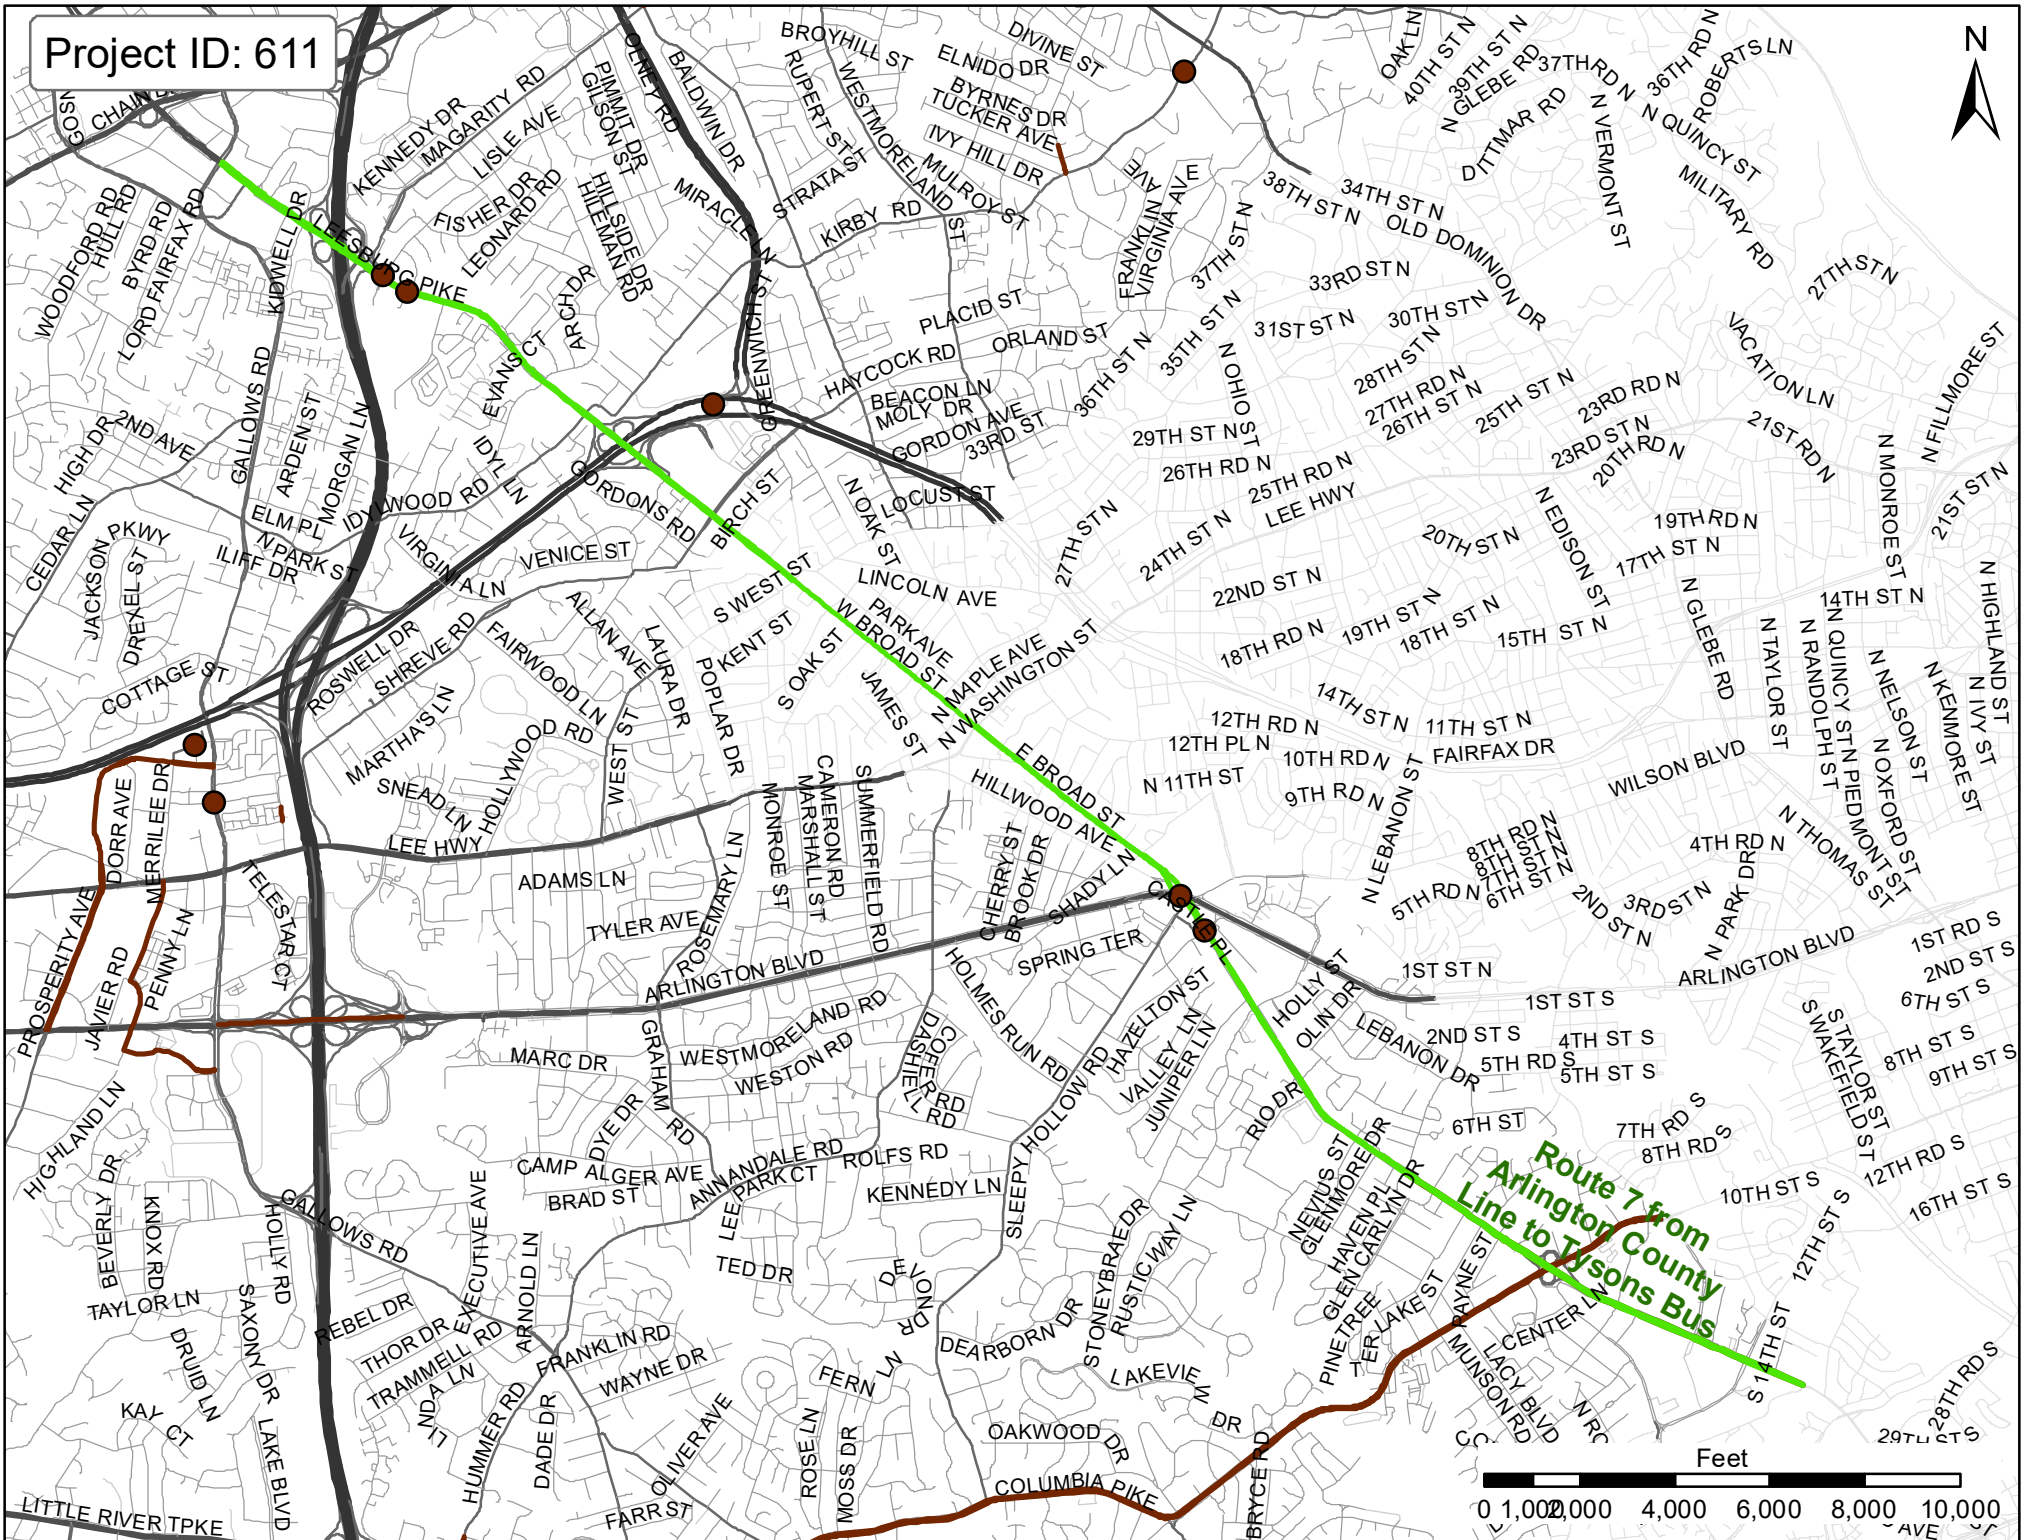 Project ID: 611
N
CHAIN
KENNEDY DR
MAGARITY RD
LISLE AVE
PIMMIT DR
GILSON ST
OLNEY RD
BALDWIN DR
BROYHILL ST
RUPERT ST
WESTMORELAND ST
ELNIDO DR
DIVINE ST
BYRNES DR
TUCKER AVE
IVY HILL DR
MULROY ST
STRATA ST
KIRBY RD
MIRACLE LN
OAK LN
40TH ST N
39TH ST N
N GLEBE RD
37TH RD N
36TH RD N
ROBERTS LN
DITTMAR RD
N VERMONT ST
N QUINCY ST
MILITARY RD
38TH ST N
34TH ST N
OLD DOMINION DR
FRANKLIN AVE
VIRGINIA AVE
37TH ST N
33RD ST N
27TH ST N
WOODFORD RD
HULL RD
BYRD RD
LORD FAIRFAX RD
KIDWELL DR
LEESBURG PIKE
FISHER DR
LEONARD RD
HILLSIDE DR
HILEMAN RD
ARCH DR
EVANS CT
GREENWICH ST
PLACID ST
ORLAND ST
HAYCOCK RD
BEACON LN
MOLY DR
GORDON AVE
33RD ST
36TH ST N
35TH ST N
31ST ST N
30TH ST N
28TH ST N
27TH RD N
26TH ST N
25TH ST N
N OHIO ST
29TH ST N
26TH RD N
25TH RD N
LEE HWY
23RD RD N
23RD ST N
20TH RD N
VACATION LN
21ST RD N
N FILLMORE ST
N MONROE ST
21ST ST N
HIGH DR
2ND AVE
GALLOWS RD
ARDEN ST
MORGAN LN
IDYL LN
IDYLWOOD RD
GORDONS RD
BIRCH ST
N OAK ST
LOCUST ST
CEDAR LN
ELM PL
N PARK ST
ILIFF DR
JACKSON PKWY
DREXEL ST
COTTAGE ST
VIRGINIA LN
VENICE ST
ROSWELL DR
SHREVE RD
FAIRWOOD LN
ALLAN AVE
LAURA DR
S WEST ST
KENT ST
POPLAR DR
S OAK ST
W BROAD ST
PARK AVE
LINCOLN AVE
JAMES ST
N MAPLE AVE
N WASHINGTON ST
27TH ST N
24TH ST N
22ND ST N
20TH ST N
19TH RD N
17TH ST N
N EDISON ST
N GLEBE RD
19TH ST N
18TH ST N
18TH RD N
15TH ST N
14TH ST N
N HIGHLAND ST
N TAYLOR ST
N RANDOLPH ST
N QUINCY ST
N PIEDMONT ST
N NELSON ST
N OXFORD ST
N KENMORE ST
N IVY ST
14TH ST N
12TH RD N
12TH PL N
11TH ST N
10TH RD N
FAIRFAX DR
N 11TH ST
9TH RD N
N LEBANON ST
WILSON BLVD
N THOMAS ST
MARTHA'S LN
SNEAD LN
HOLLYWOOD RD
WEST ST
LEE HWY
E BROAD ST
HILLWOOD AVE
MONROE ST
MARSHALL ST
CAMERON RD
SUMMERFIELD RD
CHERRY ST
BROOK DR
SHADY LN
CASTLE PL
SPRING TER
8TH RD N
8TH ST N
7TH ST N
6TH ST N
5TH RD N
4TH RD N
3RD ST N
2ND ST N
N PARK DR
1ST ST N
ARLINGTON BLVD
1ST RD S
2ND ST S
6TH ST S
DORR AVE
MERRILEE DR
PROSPERITY AVE
JAVIER RD
PENNY LN
TELESTAR CT
ADAMS LN
TYLER AVE
ROSEMARY LN
ARLINGTON BLVD
WESTMORELAND RD
WESTON RD
GRAHAM RD
MARC DR
DYE DR
HOLMES RUN RD
DASHIELL RD
COFER RD
HAZELTON ST
VALLEY LN
JUNIPER LN
HOLLY ST
OLIN DR
LEBANON DR
1ST ST S
2ND ST S
4TH ST S
5TH RD S
5TH ST S
6TH ST
7TH RD S
8TH RD S
8TH ST S
9TH ST S
S WAKEFIELD ST
S TAYLOR ST
12TH RD S
10TH ST S
16TH ST S
12TH ST S
HIGHLAND LN
BEVERLY DR
KNOX RD
GALLOWS RD
HOLLY RD
TAYLOR LN
CAMP ALGER AVE
BRAD ST
ANNANDALE RD
LEE PARK CT
ROLFS RD
KENNEDY LN
SLEEPY HOLLOW RD
RIO DR
NEVIUS ST
GLENMORE DR
HAVEN PL
GLEN CARLYN DR
Route 7 from
Arlington County
Line to Tysons Bus
EXECUTIVE AVE
ARNOLD LN
TED DR
DEVON DR
STONEYBRAE DR
RUSTIC WAY LN
DEARBORN DR
PINETREE TER
LAKE ST
PAYNE ST
CENTER LN
LACY BLVD
MUNSON RD
S 14TH ST
28TH RD S
29TH ST S
SAXONY DR
DRUID LN
KAY CT
LAKE BLVD
REBEL DR
THOR DR
TRAMMELL RD
LINDA LN
HUMMER RD
DADE DR
FRANKLIN RD
WAYNE DR
OLIVER AVE
FARR ST
FERN LN
ROSE LN
MOSS DR
LAKEVIEW DR
OAKWOOD DR
COLUMBIA PIKE
BRYCE RD
LITTLE RIVER TPKE
Feet
0 1,000 2,000 4,000 6,000 8,000 10,000
AVE